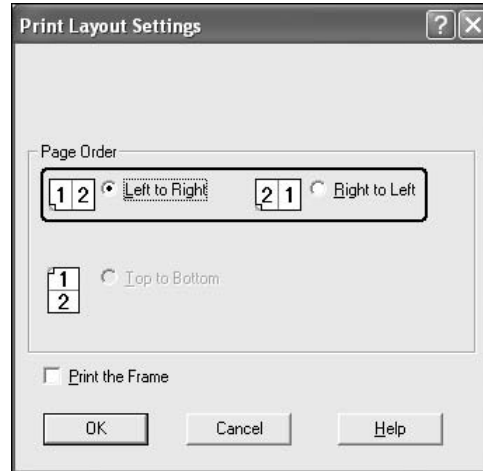 Print Layout Settings
Page Order
1 2 Left to Right 2 1 Right to Left
1
2
Top to Bottom
Print the Frame
OK Cancel Help